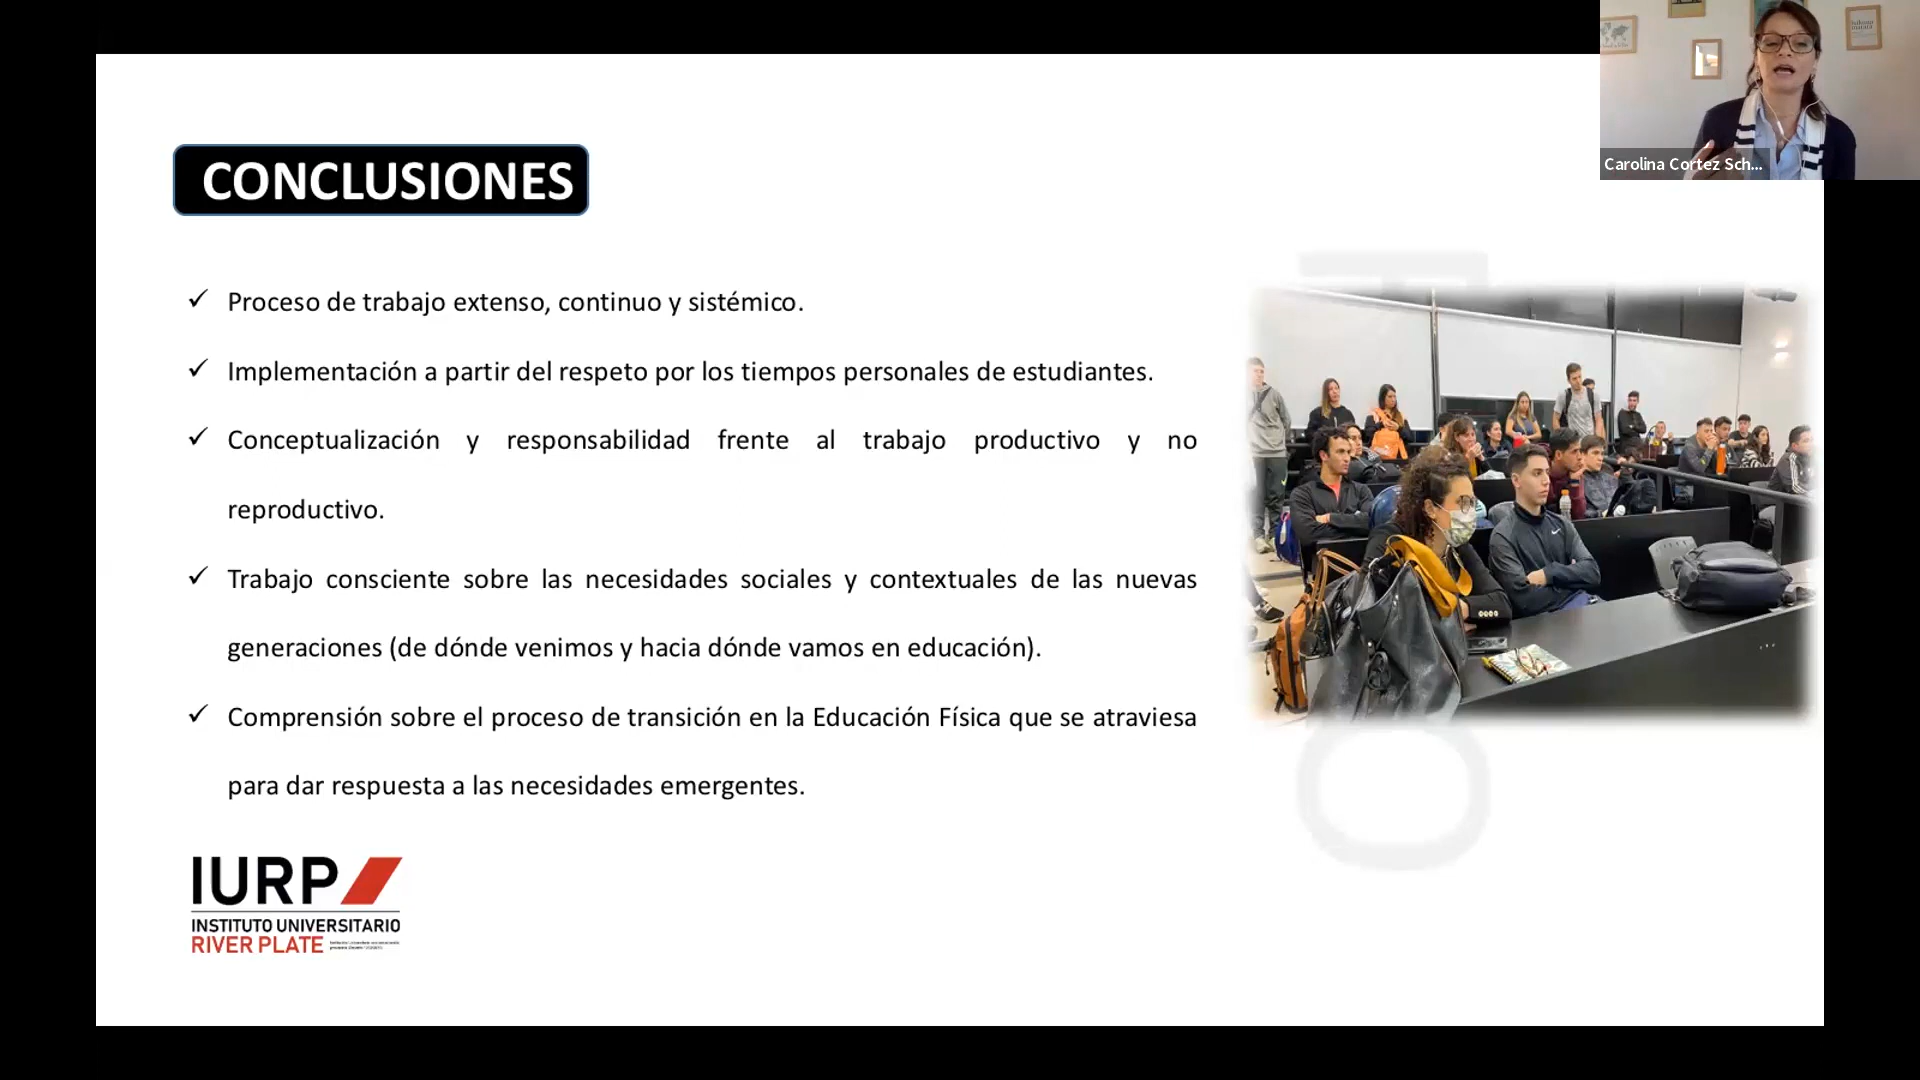 Carolina Cortez Sch...
CONCLUSIONES
✓ Proceso de trabajo extenso, continuo y sistémico.
✓ Implementación a partir del respeto por los tiempos personales de estudiantes.
✓ Conceptualización y responsabilidad frente al trabajo productivo y no
reproductivo.
✓ Trabajo consciente sobre las necesidades sociales y contextuales de las nuevas
generaciones (de dónde venimos y hacia dónde vamos en educación).
✓ Comprensión sobre el proceso de transición en la Educación Física que se atraviesa
para dar respuesta a las necesidades emergentes.
IURP
INSTITUTO UNIVERSITARIO
RIVER PLATE